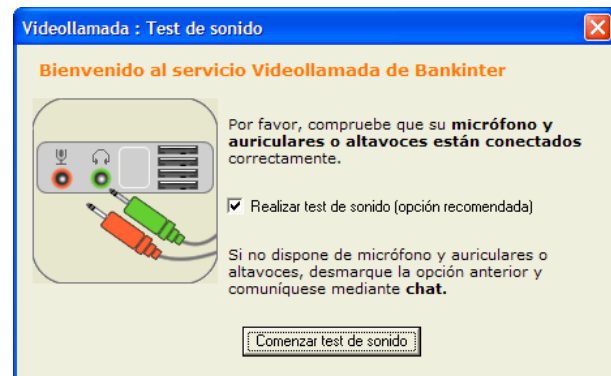 Videollamada : Test de sonido
Bienvenido al servicio Videollamada de Bankinter
Por favor, compruebe que su micrófono y
auriculares o altavoces están conectados
correctamente.
Realizar test de sonido (opción recomendada)
Si no dispone de micrófono y auriculares o
altavoces, desmarque la opción anterior y
comuníquese mediante chat.
Comenzar test de sonido